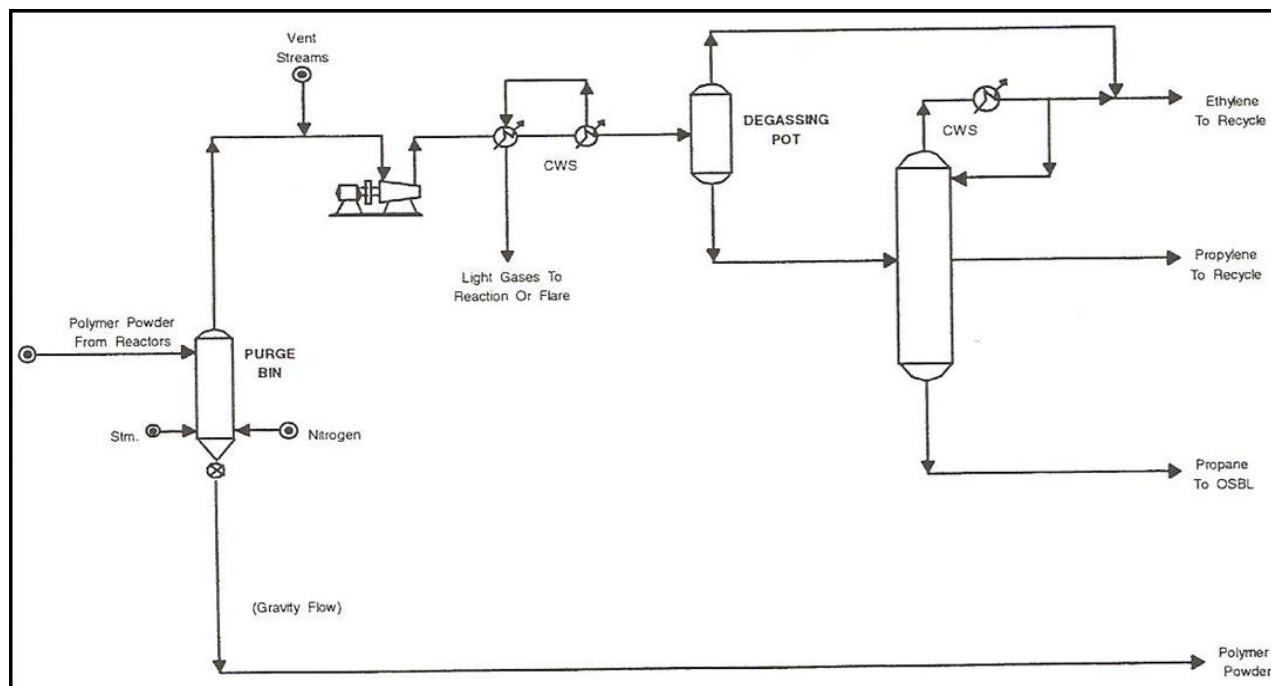 Vent
Streams
CWS
DEGASSING
POT
CWS
Ethylene
To Recycle
Light Gases To
Reaction Or Flare
Propylene
To Recycle
Polymer Powder
From Reactors
PURGE
BIN
Stm.
Nitrogen
Propane
To OSBL
(Gravity Flow)
Polymer
Powder